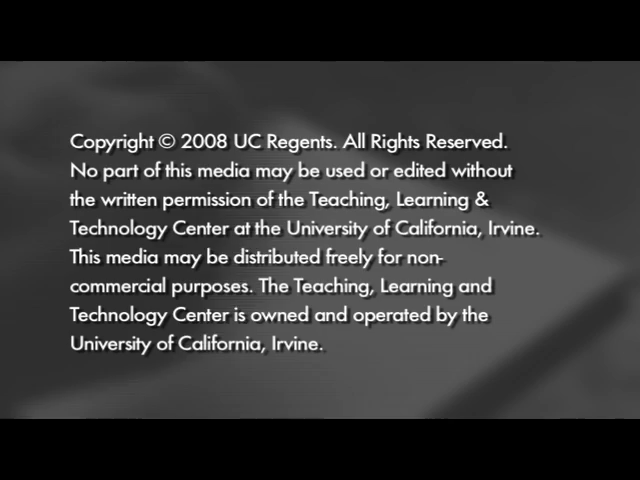 Copyright © 2008 UC Regents. All Rights Reserved.
No part of this media may be used or edited without
the written permission of the Teaching, Learning &
Technology Center at the University of California, Irvine.
This media may be distributed freely for non-
commercial purposes. The Teaching, Learning and
Technology Center is owned and operated by the
University of California, Irvine.